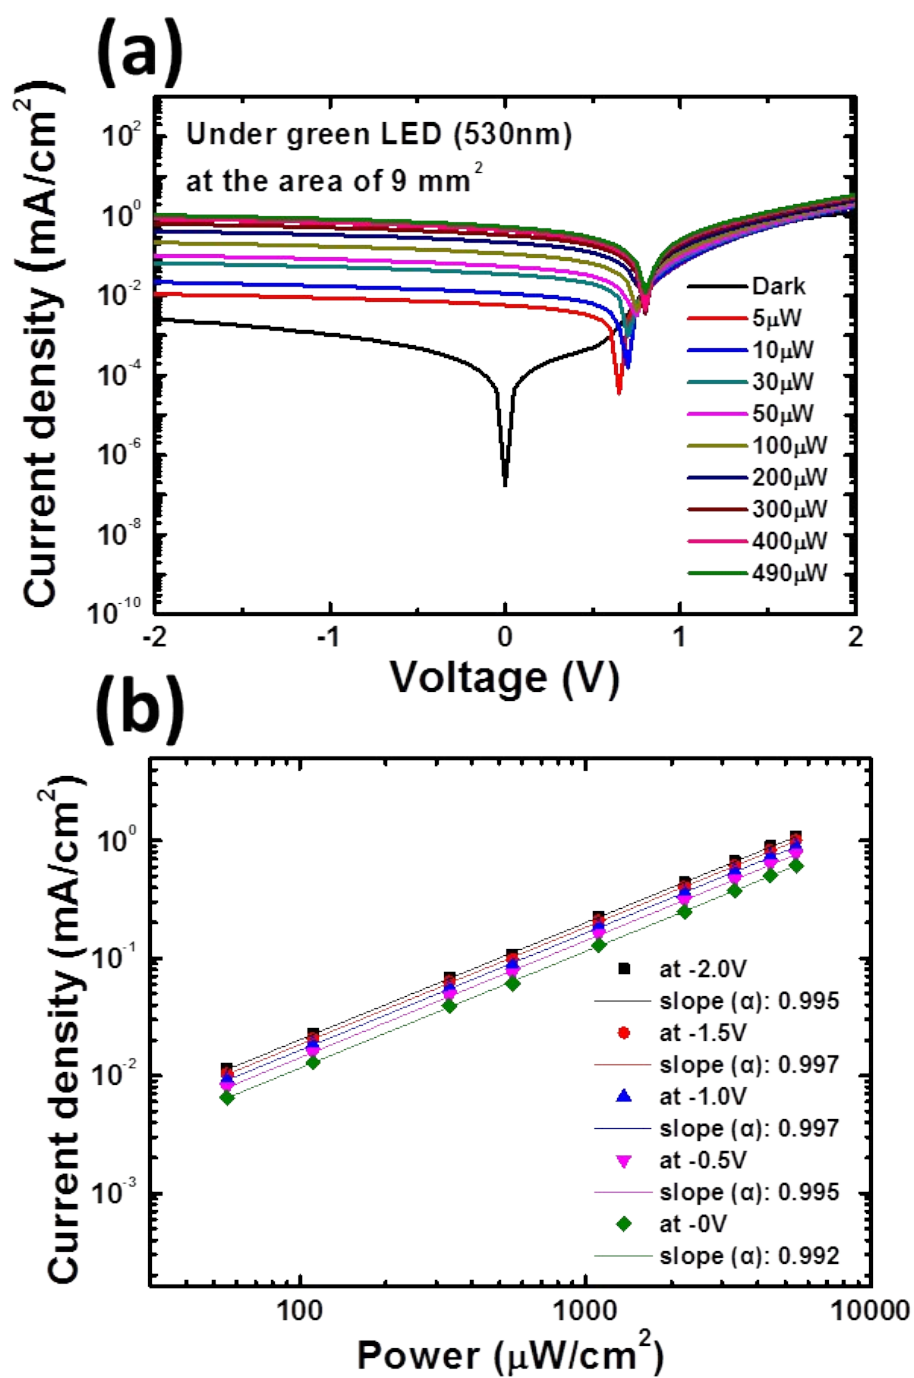 (a)
Current density (mA/cm²)
10²
10⁰
10⁻²
10⁻⁴
10⁻⁶
10⁻⁸
10⁻¹⁰
Under green LED (530nm)
at the area of 9 mm²
Dark
5μW
10μW
30μW
50μW
100μW
200μW
300μW
400μW
490μW
-2 -1 0 1 2
Voltage (V)
(b)
Current density (mA/cm²)
10⁰
10⁻¹
10⁻²
10⁻³
at -2.0V
slope (α): 0.995
at -1.5V
slope (α): 0.997
at -1.0V
slope (α): 0.997
at -0.5V
slope (α): 0.995
at -0V
slope (α): 0.992
100 1000 10000
Power (μW/cm²)